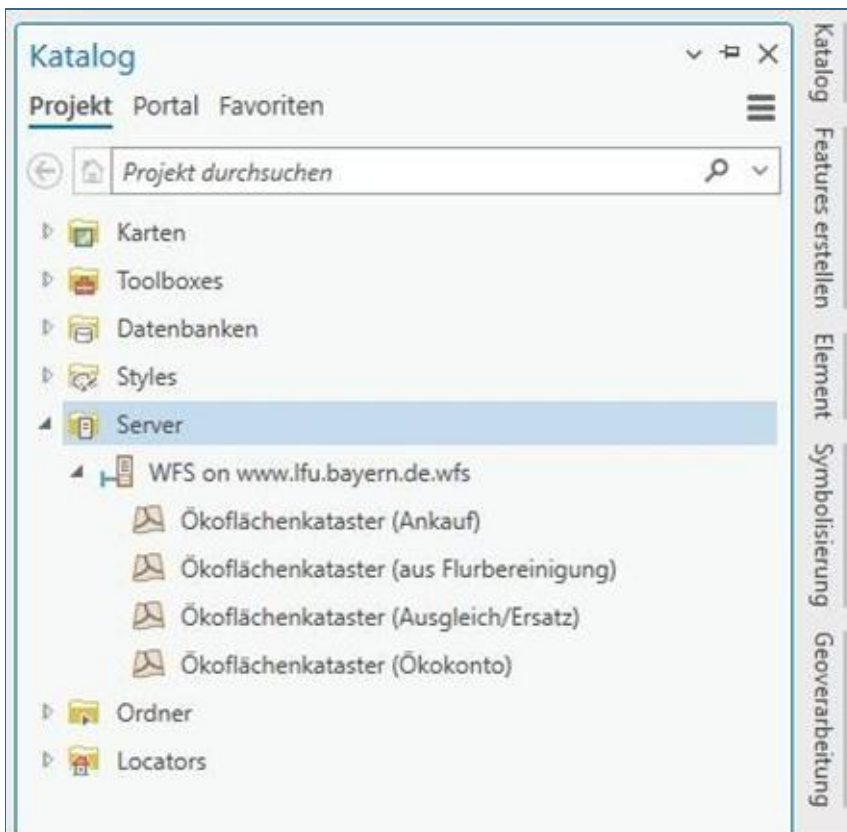 Katalog
Projekt Portal Favoriten
Projekt durchsuchen
Karten
Toolboxes
Datenbanken
Styles
Server
WFS on www.lfu.bayern.de.wfs
Ökoflächenkataster (Ankauf)
Ökoflächenkataster (aus Flurbereinigung)
Ökoflächenkataster (Ausgleich/Ersatz)
Ökoflächenkataster (Ökokonto)
Ordner
Locators
Katalog
Features erstellen
Element
Symbolisierung
Geoverarbeitung